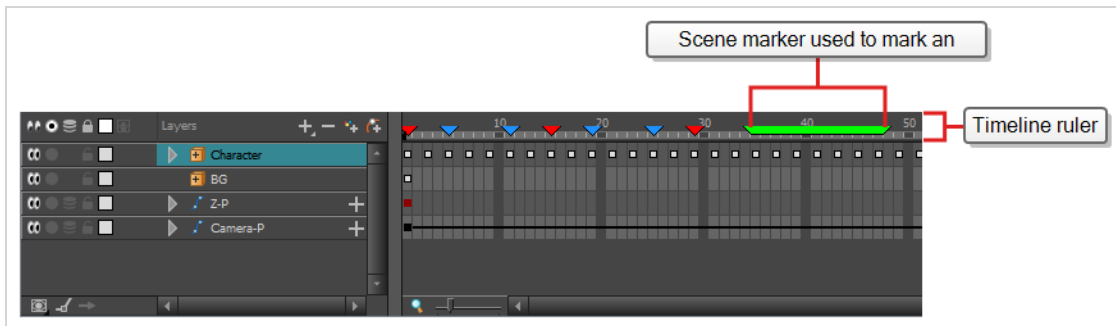 Scene marker used to mark an
Layers
10 20 30 40 50
Timeline ruler
Character
BG
Z-P
Camera-P